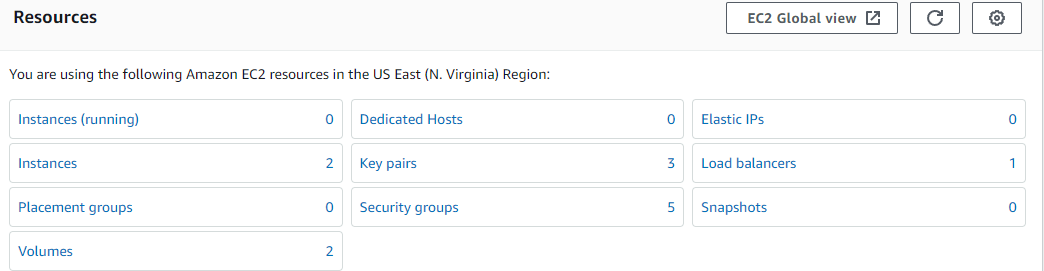 Resources
EC2 Global view
You are using the following Amazon EC2 resources in the US East (N. Virginia) Region:
Instances (running) 0
Dedicated Hosts 0
Elastic IPs 0
Instances 2
Key pairs 3
Load balancers 1
Placement groups 0
Security groups 5
Snapshots 0
Volumes 2